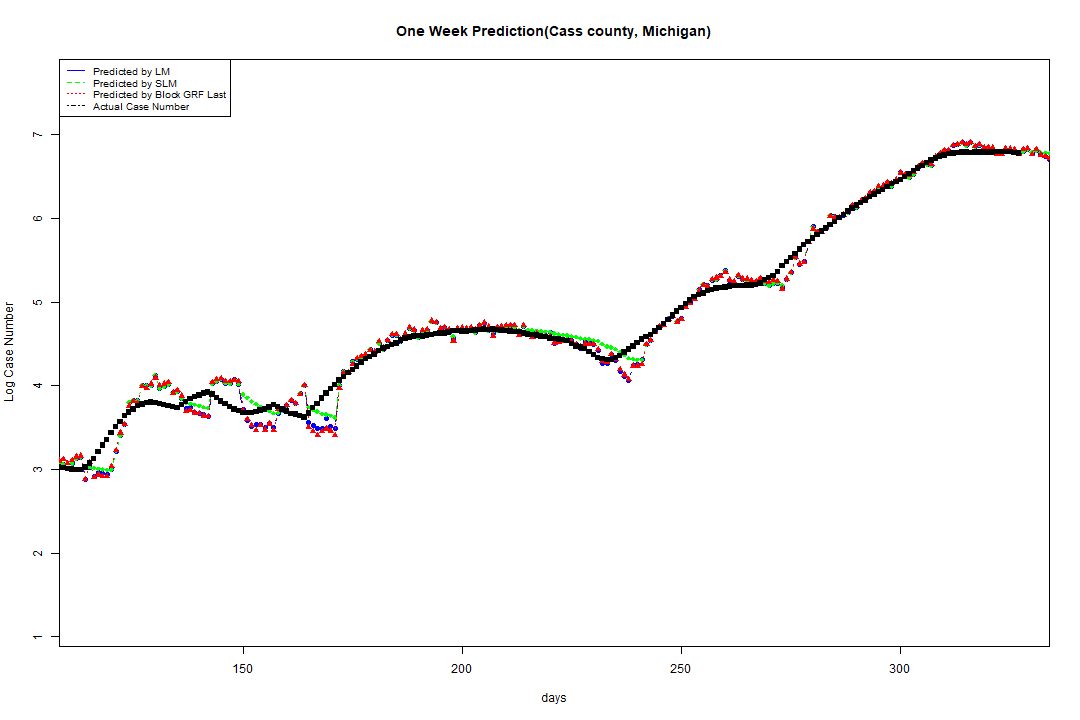 One Week Prediction(Cass county, Michigan)
Predicted by LM
Predicted by SLM
Predicted by Block GRF Last
Actual Case Number
7
6
5
4
3
2
1
Log Case Number
150 200 250 300
days